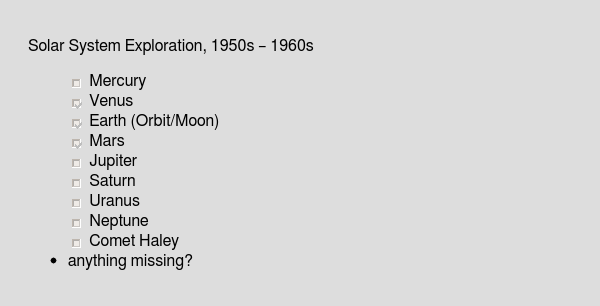 Solar System Exploration, 1950s – 1960s
Mercury
Venus
Earth (Orbit/Moon)
Mars
Jupiter
Saturn
Uranus
Neptune
Comet Haley
anything missing?